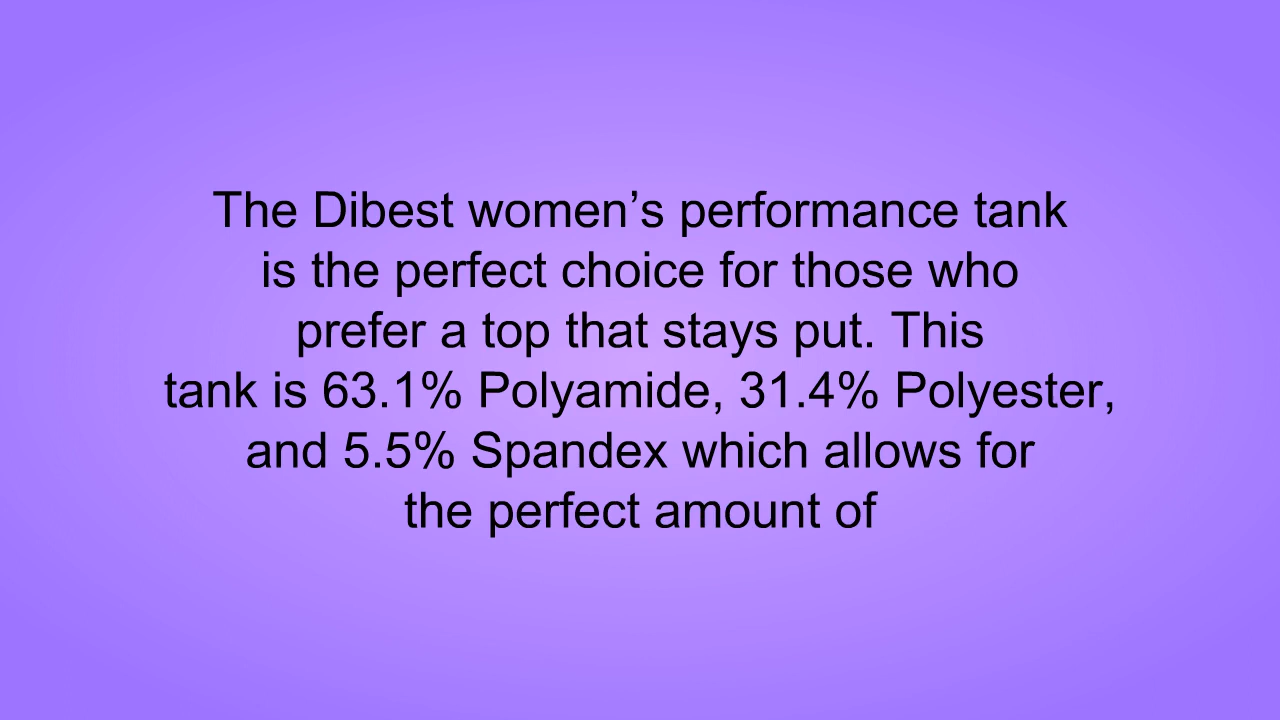 The Dibest women’s performance tank
is the perfect choice for those who
prefer a top that stays put. This
tank is 63.1% Polyamide, 31.4% Polyester,
and 5.5% Spandex which allows for
the perfect amount of